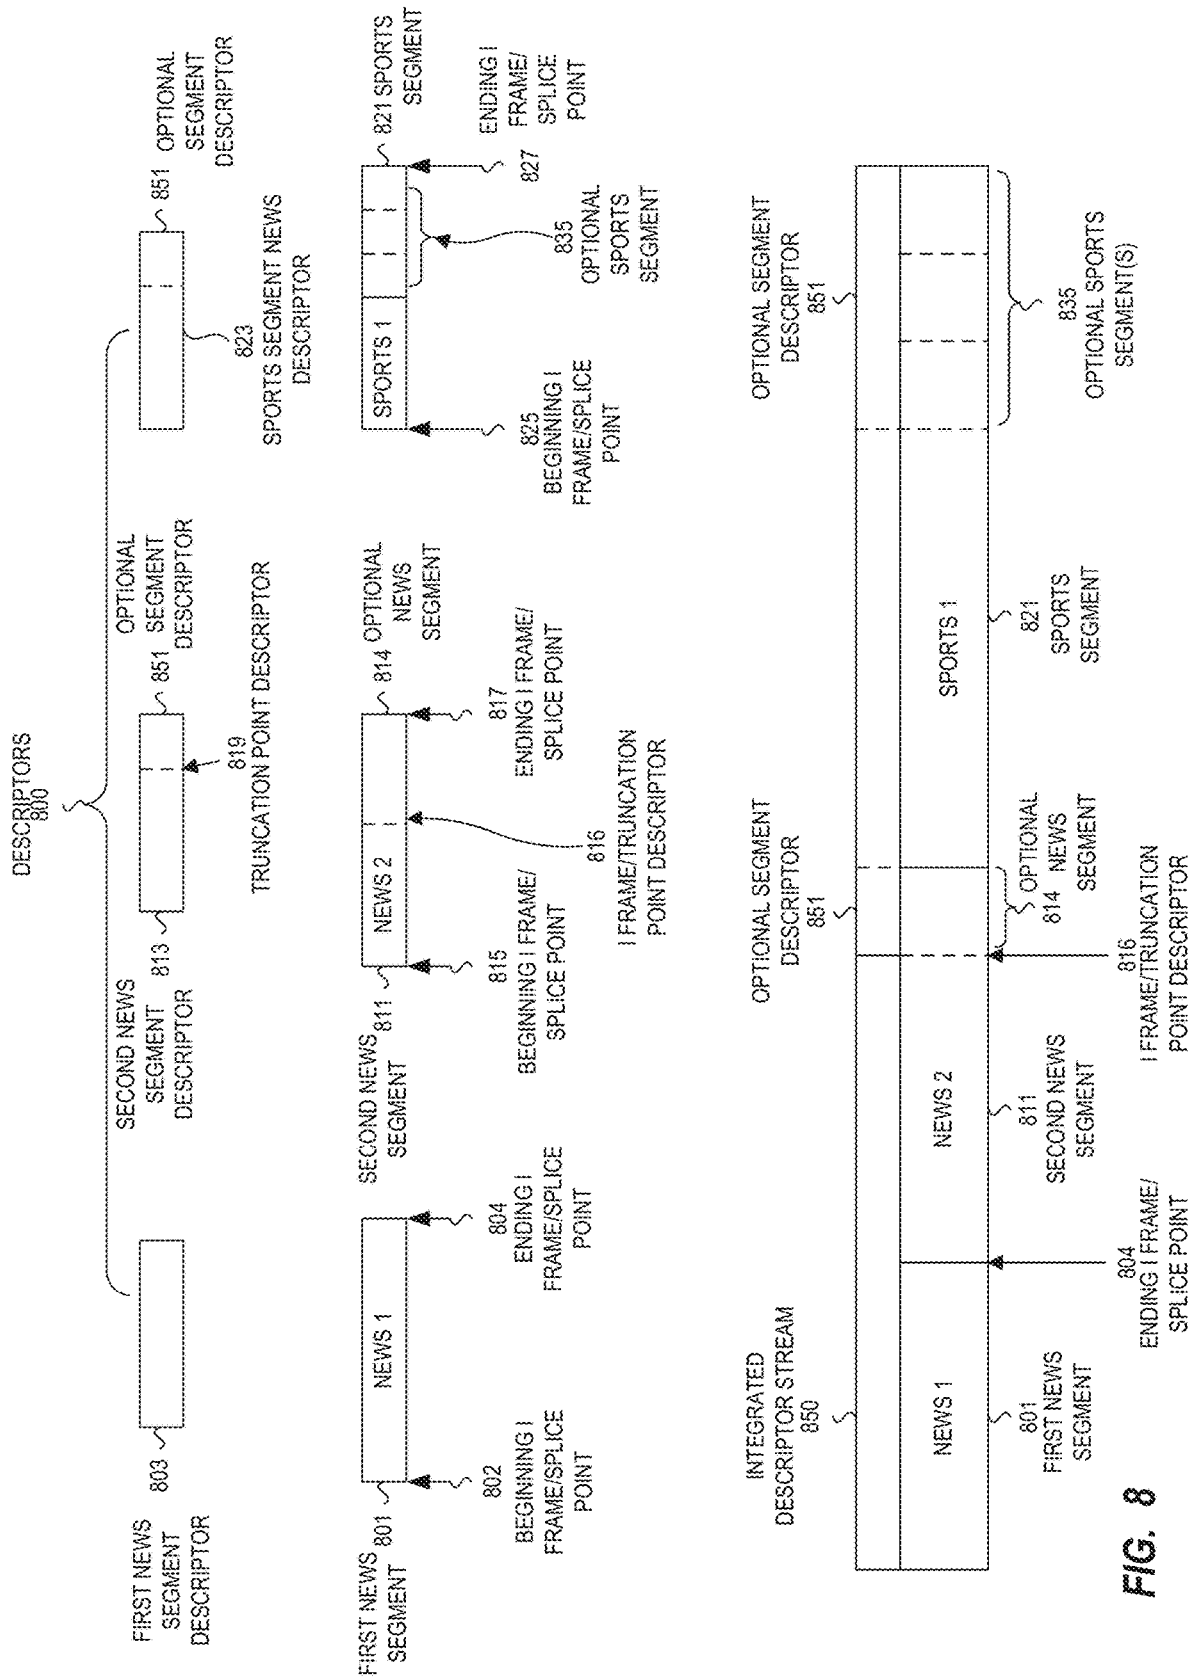 DESCRIPTORS
800
FIRST NEWS
SEGMENT
DESCRIPTOR
803
SECOND NEWS
SEGMENT
DESCRIPTOR
813
851
OPTIONAL
SEGMENT
DESCRIPTOR
819
TRUNCATION POINT DESCRIPTOR
823
SPORTS SEGMENT NEWS
DESCRIPTOR
851
OPTIONAL
SEGMENT
DESCRIPTOR
FIRST NEWS
SEGMENT
801
NEWS 1
802
BEGINNING I
FRAME/SPLICE
POINT
804
ENDING I
FRAME/SPLICE
POINT
SECOND NEWS
SEGMENT
811
NEWS 2
814
OPTIONAL
NEWS
SEGMENT
815
BEGINNING I FRAME/
SPLICE POINT
817
ENDING I FRAME/
SPLICE POINT
816
I FRAME/TRUNCATION
POINT DESCRIPTOR
SPORTS 1
821 SPORTS
SEGMENT
825
BEGINNING I
FRAME/SPLICE
POINT
835
OPTIONAL
SPORTS
SEGMENT
827
ENDING I
FRAME/
SPLICE
POINT
INTEGRATED
DESCRIPTOR STREAM
850
OPTIONAL SEGMENT
DESCRIPTOR
851
OPTIONAL SEGMENT
DESCRIPTOR
851
NEWS 1
NEWS 2
SPORTS 1
801
FIRST NEWS
SEGMENT
804
ENDING I FRAME/
SPLICE POINT
811
SECOND NEWS
SEGMENT
816
I FRAME/TRUNCATION
POINT DESCRIPTOR
814
OPTIONAL
NEWS
SEGMENT
821
SPORTS
SEGMENT
835
OPTIONAL SPORTS
SEGMENT(S)
FIG. 8